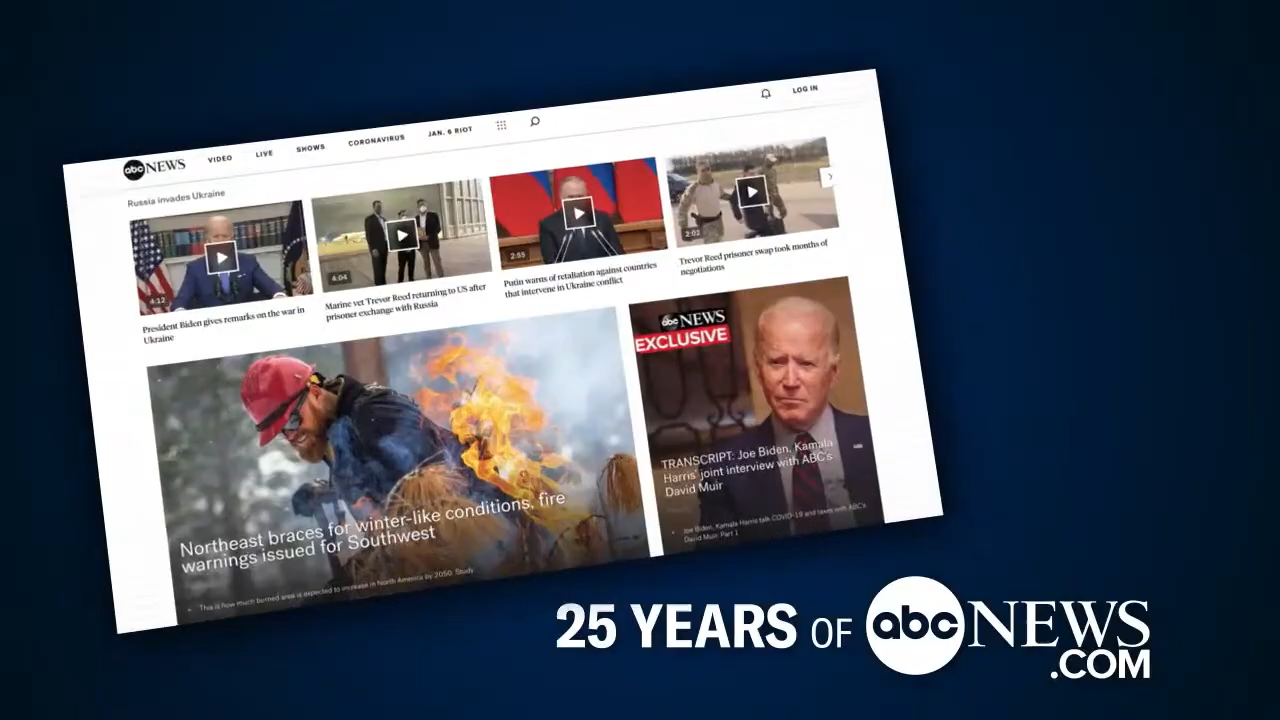 LOG IN
abc NEWS VIDEO LIVE SHOWS CORONAVIRUS JAN. 6 RIOT
Russia invades Ukraine
4:12
President Biden gives remarks on the war in
Ukraine
4:04
Marine vet Trevor Reed returning to US after
prisoner exchange with Russia
2:55
Putin warns of retaliation against countries
that intervene in Ukraine conflict
2:02
Trevor Reed prisoner swap took months of
negotiations
Northeast braces for winter-like conditions, fire
warnings issued for Southwest
This is how much burned area is expected to increase in North America by 2050: Study
abc NEWS
EXCLUSIVE
TRANSCRIPT: Joe Biden, Kamala
Harris' joint interview with ABC's
David Muir
Joe Biden, Kamala Harris talk COVID-19 and taxes with ABC's
David Muir: Part 1
25 YEARS OF abc NEWS
.COM